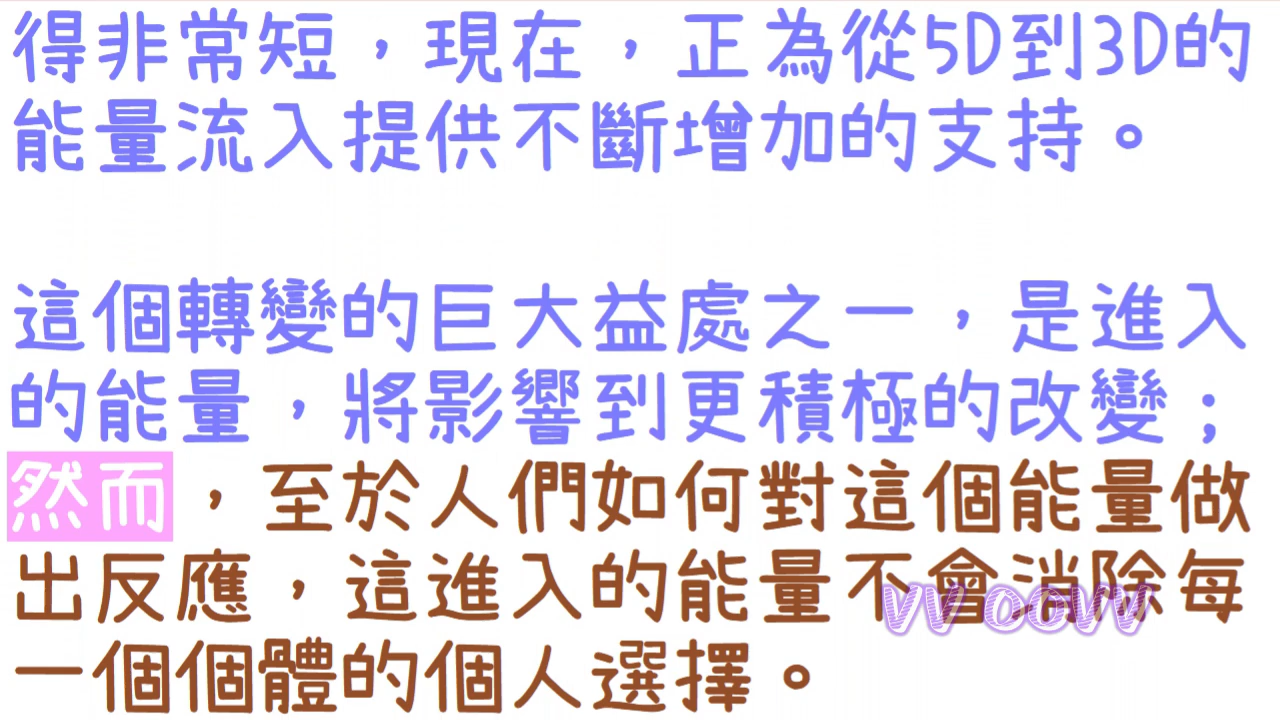 得非常短，現在，正為從5D到3D的
能量流入提供不斷增加的支持。
這個轉變的巨大益處之一，是進入
的能量，將影響到更積極的改變；
然而，至於人們如何對這個能量做
出反應，這進入的能量不會消除每
一個個體的個人選擇。
vv oovv